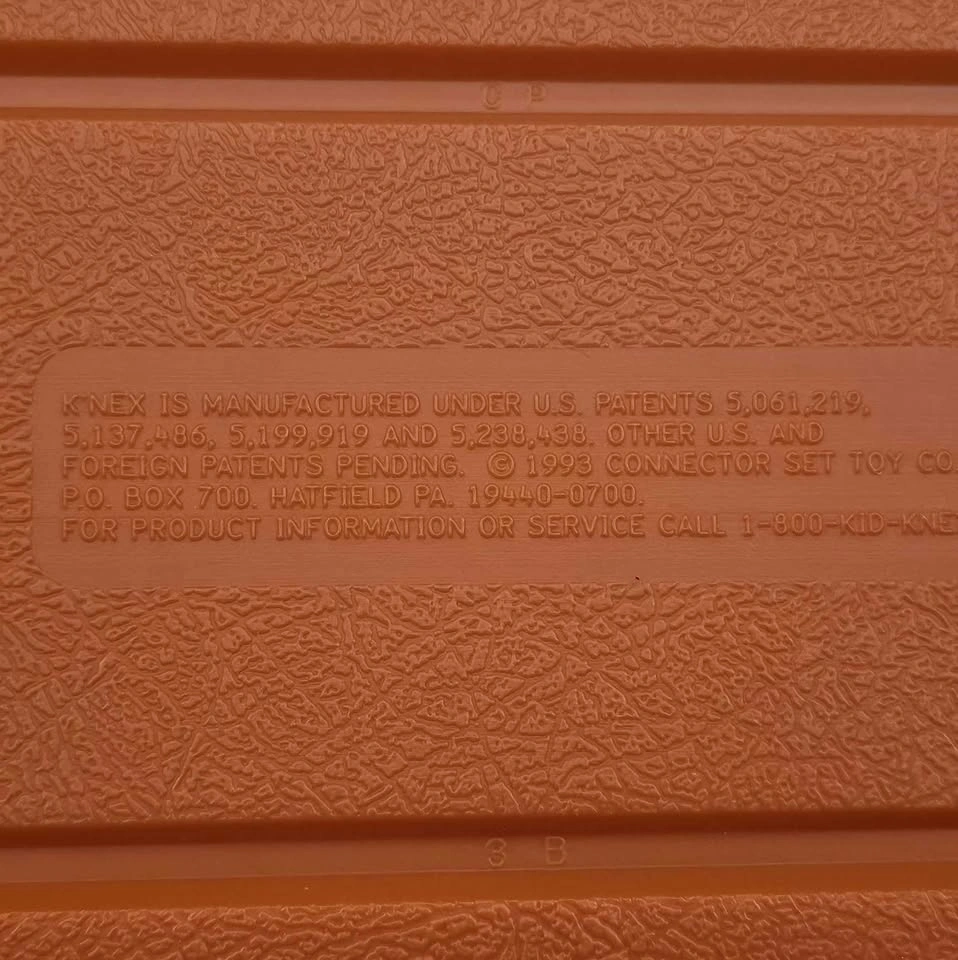 K'NEX IS MANUFACTURED UNDER U.S. PATENTS 5,061,219,
5,137,486, 5,199,919 AND 5,238,438. OTHER U.S. AND
FOREIGN PATENTS PENDING. © 1993 CONNECTOR SET TOY CO.
P.O. BOX 700. HATFIELD PA. 19440-0700.
FOR PRODUCT INFORMATION OR SERVICE CALL 1-800-KID-KNE
3 B